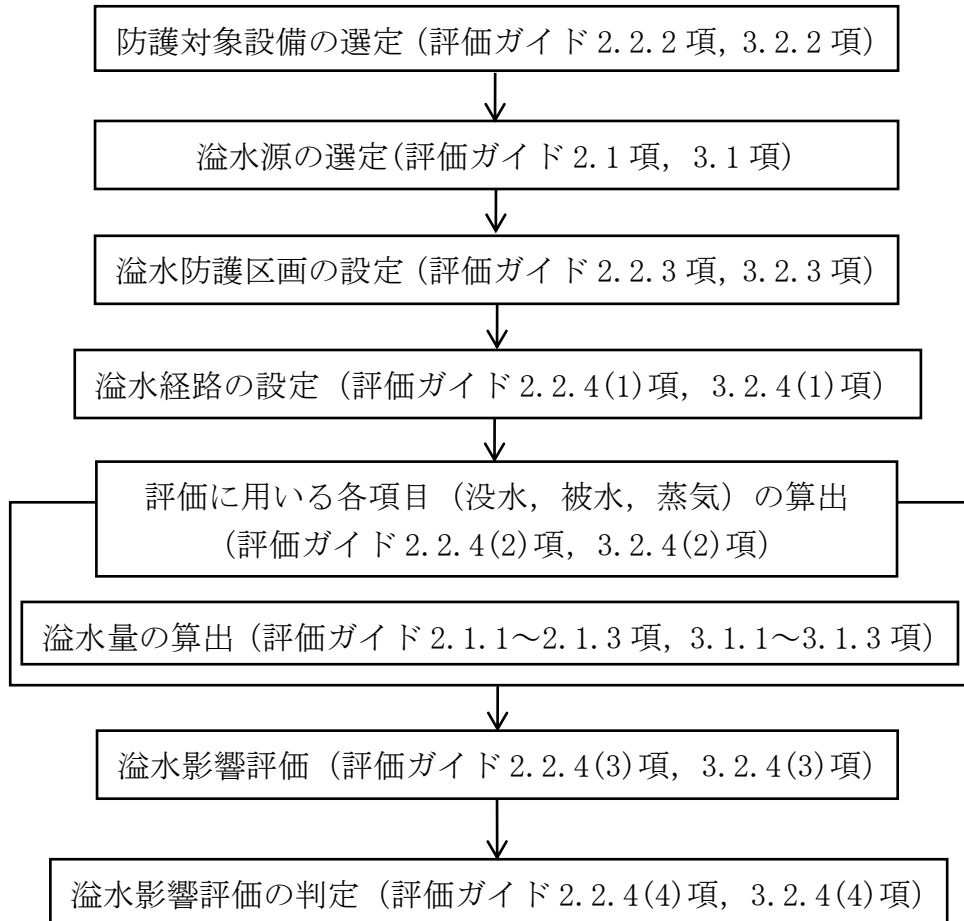 防護対象設備の選定（評価ガイド 2.2.2 項, 3.2.2 項）
溢水源の選定(評価ガイド 2.1 項, 3.1 項)
溢水防護区画の設定（評価ガイド 2.2.3 項, 3.2.3 項）
溢水経路の設定（評価ガイド 2.2.4(1)項, 3.2.4(1)項）
評価に用いる各項目（没水，被水，蒸気）の算出
（評価ガイド 2.2.4(2)項, 3.2.4(2)項）
溢水量の算出（評価ガイド 2.1.1～2.1.3 項, 3.1.1～3.1.3 項）
溢水影響評価（評価ガイド 2.2.4(3)項, 3.2.4(3)項）
溢水影響評価の判定（評価ガイド 2.2.4(4)項, 3.2.4(4)項）